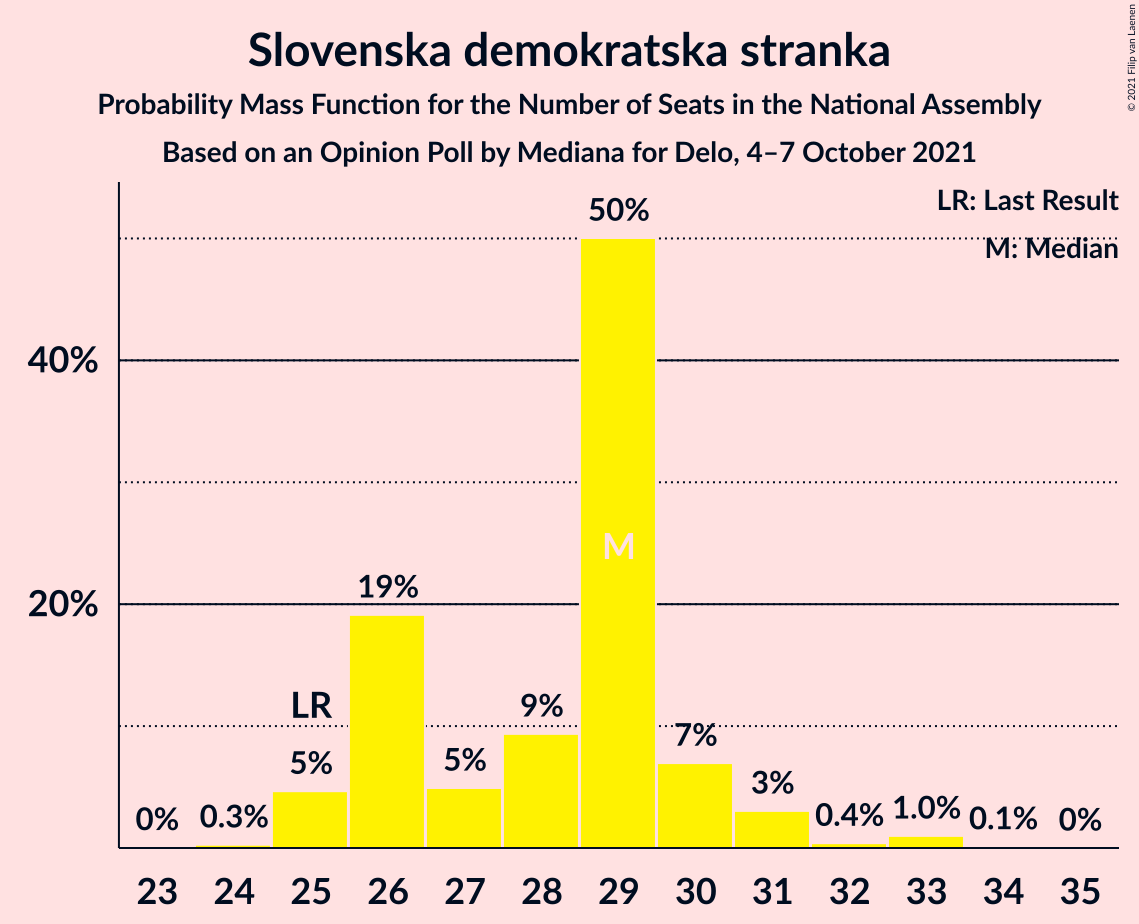 Slovenska demokratska stranka
Probability Mass Function for the Number of Seats in the National Assembly
Based on an Opinion Poll by Mediana for Delo, 4–7 October 2021
© 2021 Filip van Laenen
LR: Last Result
M: Median
50%
40%
M
19%
20%
LR
9%
7%
5%
5%
3%
0%
0.3%
0.4%
1.0%
0.1%
0%
23 24 25 26 27 28 29 30 31 32 33 34 35